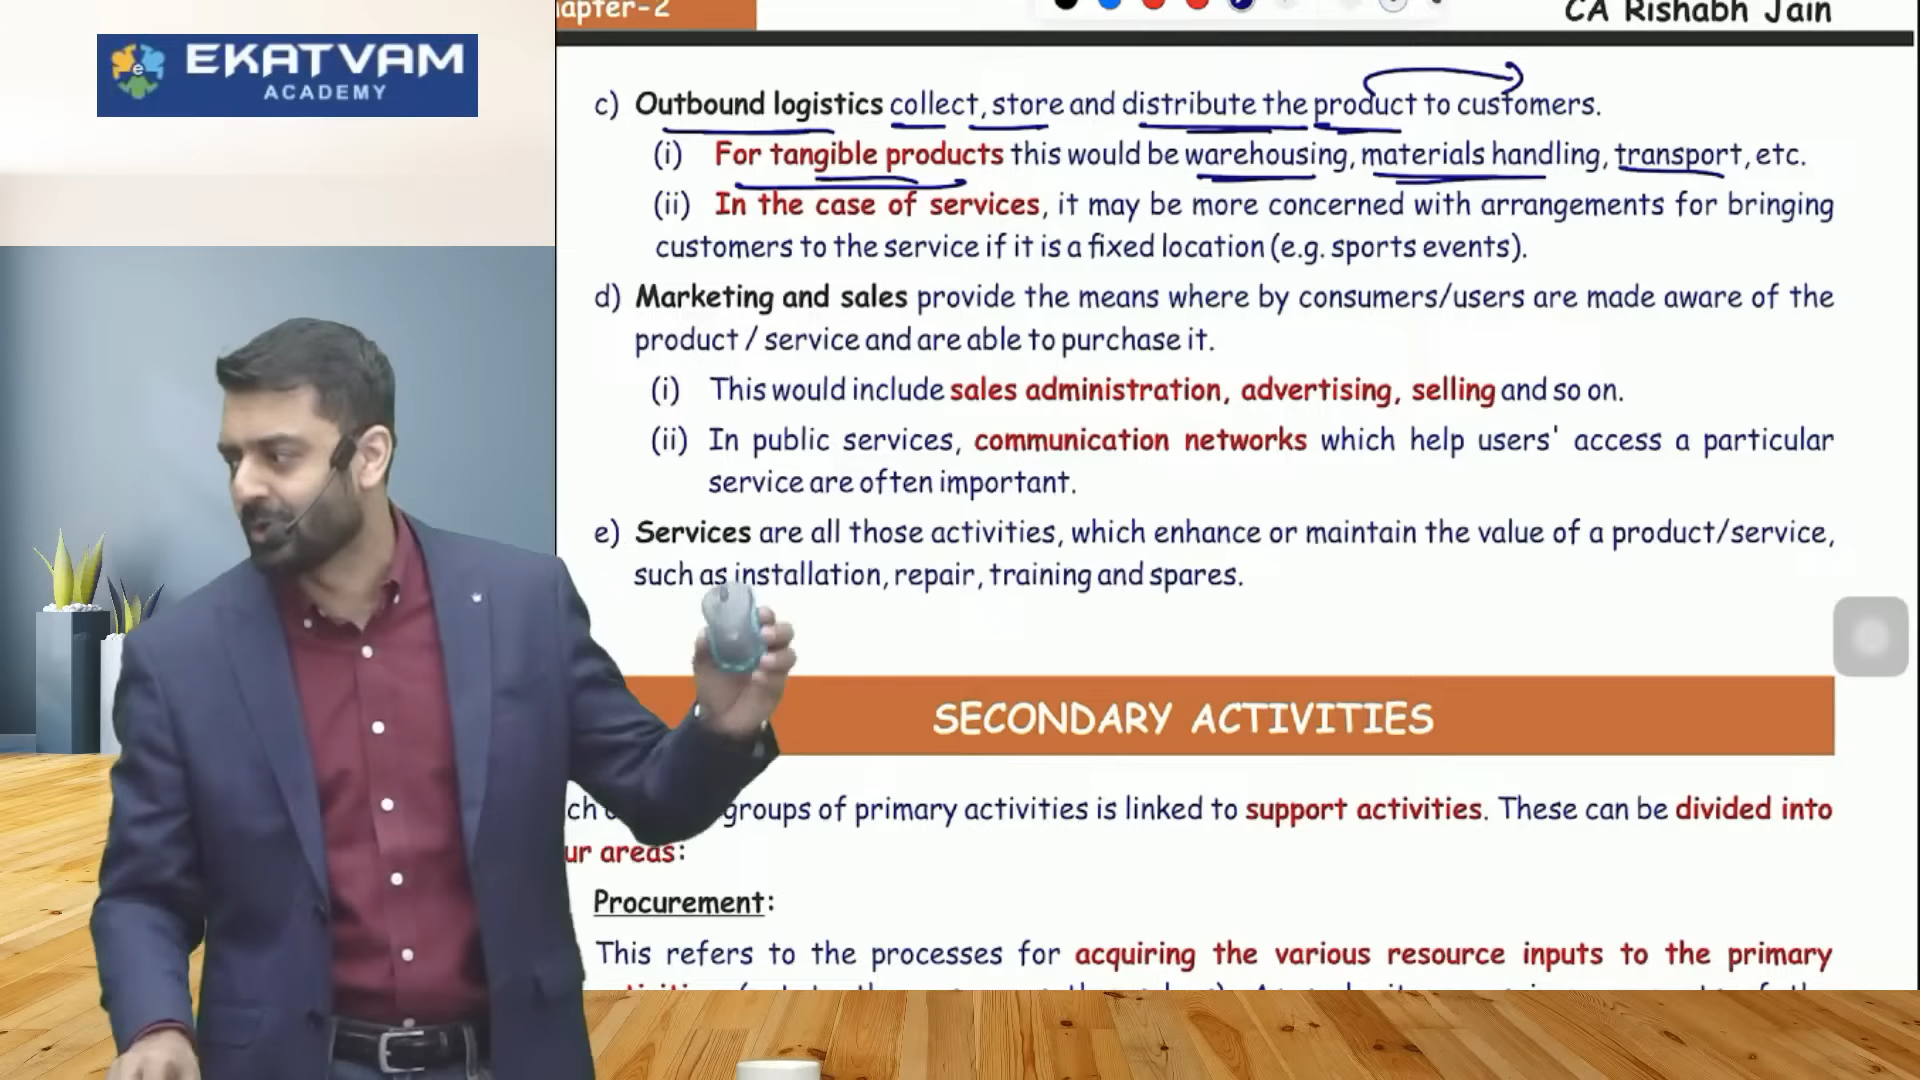 apter-2
CA Rishabh Jain
EKATVAM
ACADEMY
c) Outbound logistics collect, store and distribute the product to customers.
(i) For tangible products this would be warehousing, materials handling, transport, etc.
(ii) In the case of services, it may be more concerned with arrangements for bringing
customers to the service if it is a fixed location (e.g. sports events).
d) Marketing and sales provide the means where by consumers/users are made aware of the
product / service and are able to purchase it.
(i) This would include sales administration, advertising, selling and so on.
(ii) In public services, communication networks which help users' access a particular
service are often important.
e) Services are all those activities, which enhance or maintain the value of a product/service,
such as installation, repair, training and spares.
SECONDARY ACTIVITIES
groups of primary activities is linked to support activities. These can be divided into
ur areas:
Procurement:
This refers to the processes for acquiring the various resource inputs to the primary